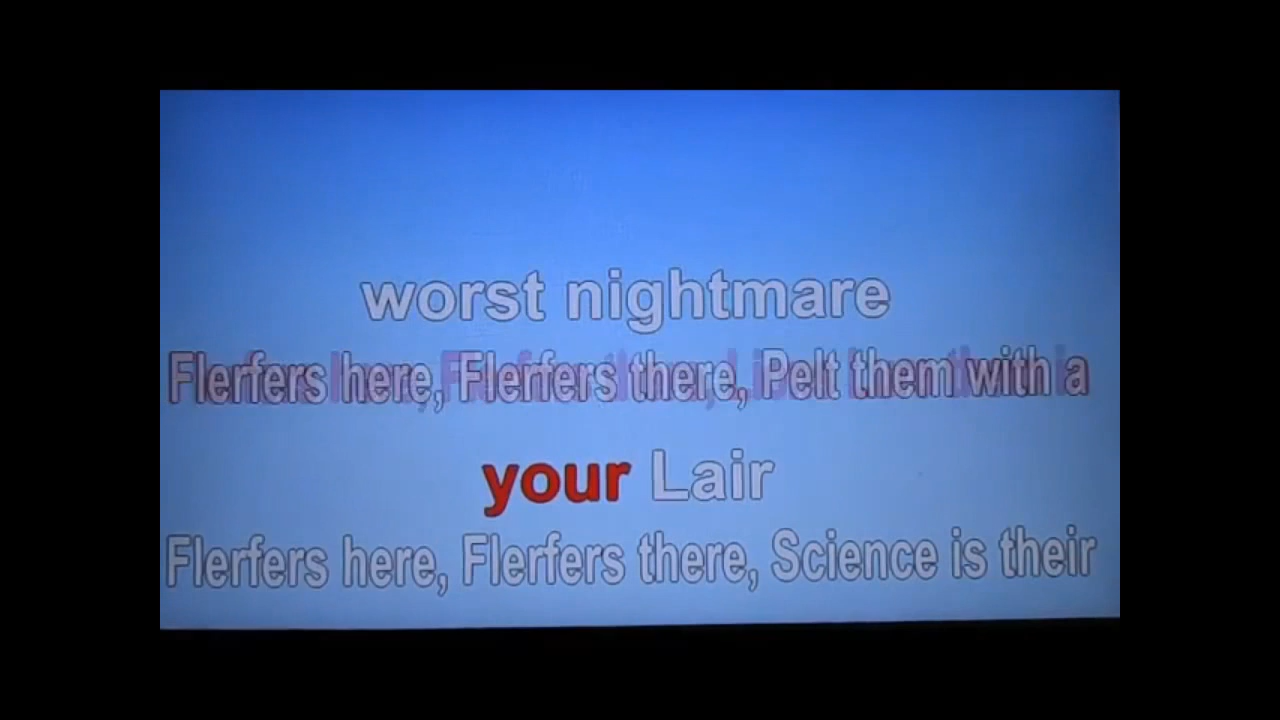 worst nightmare
Flerfers here, Flerfers there, Pelt them with a
your Lair
Flerfers here, Flerfers there, Science is their